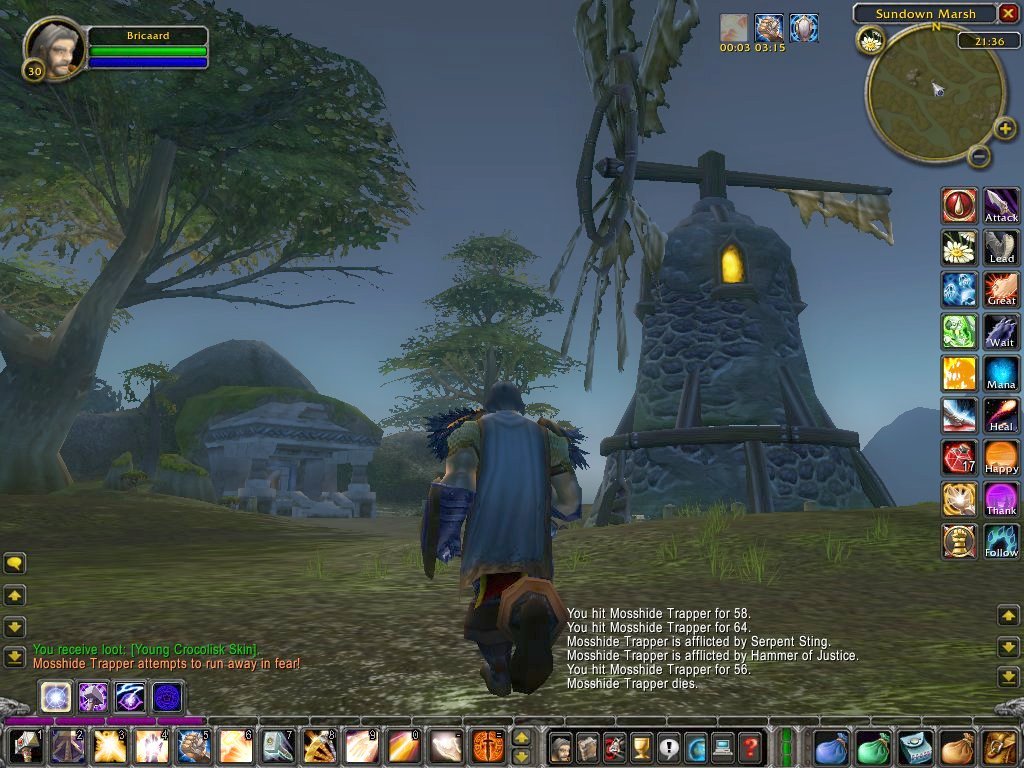 Bricaard
30
00:03 03:15
Sundown Marsh
N
21:36
Attack
Lead
Great
Wait
Mana
Heal
17
Happy
Thank
Follow
You hit Mosshide Trapper for 58.
You hit Mosshide Trapper for 64.
Mosshide Trapper is afflicted by Serpent Sting.
Mosshide Trapper is afflicted by Hammer of Justice.
You hit Mosshide Trapper for 56.
Mosshide Trapper dies.
You receive loot: [Young Crocolisk Skin].
Mosshide Trapper attempts to run away in fear!
1 2 3 4 5 6 7 8 9 0 - =